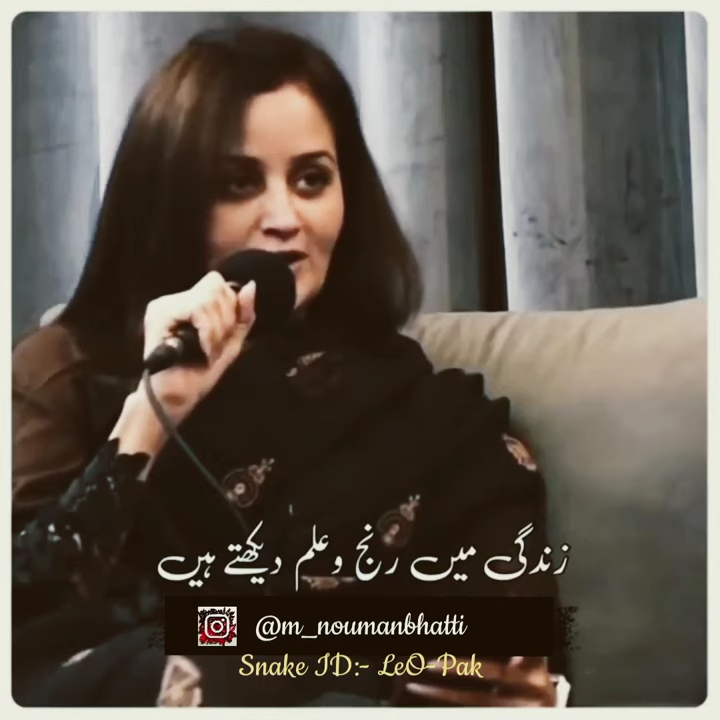 زندگی میں رنج و علم دیکھتے ہیں
@m_noumanbhatti
Snake ID:- LeO-Pak